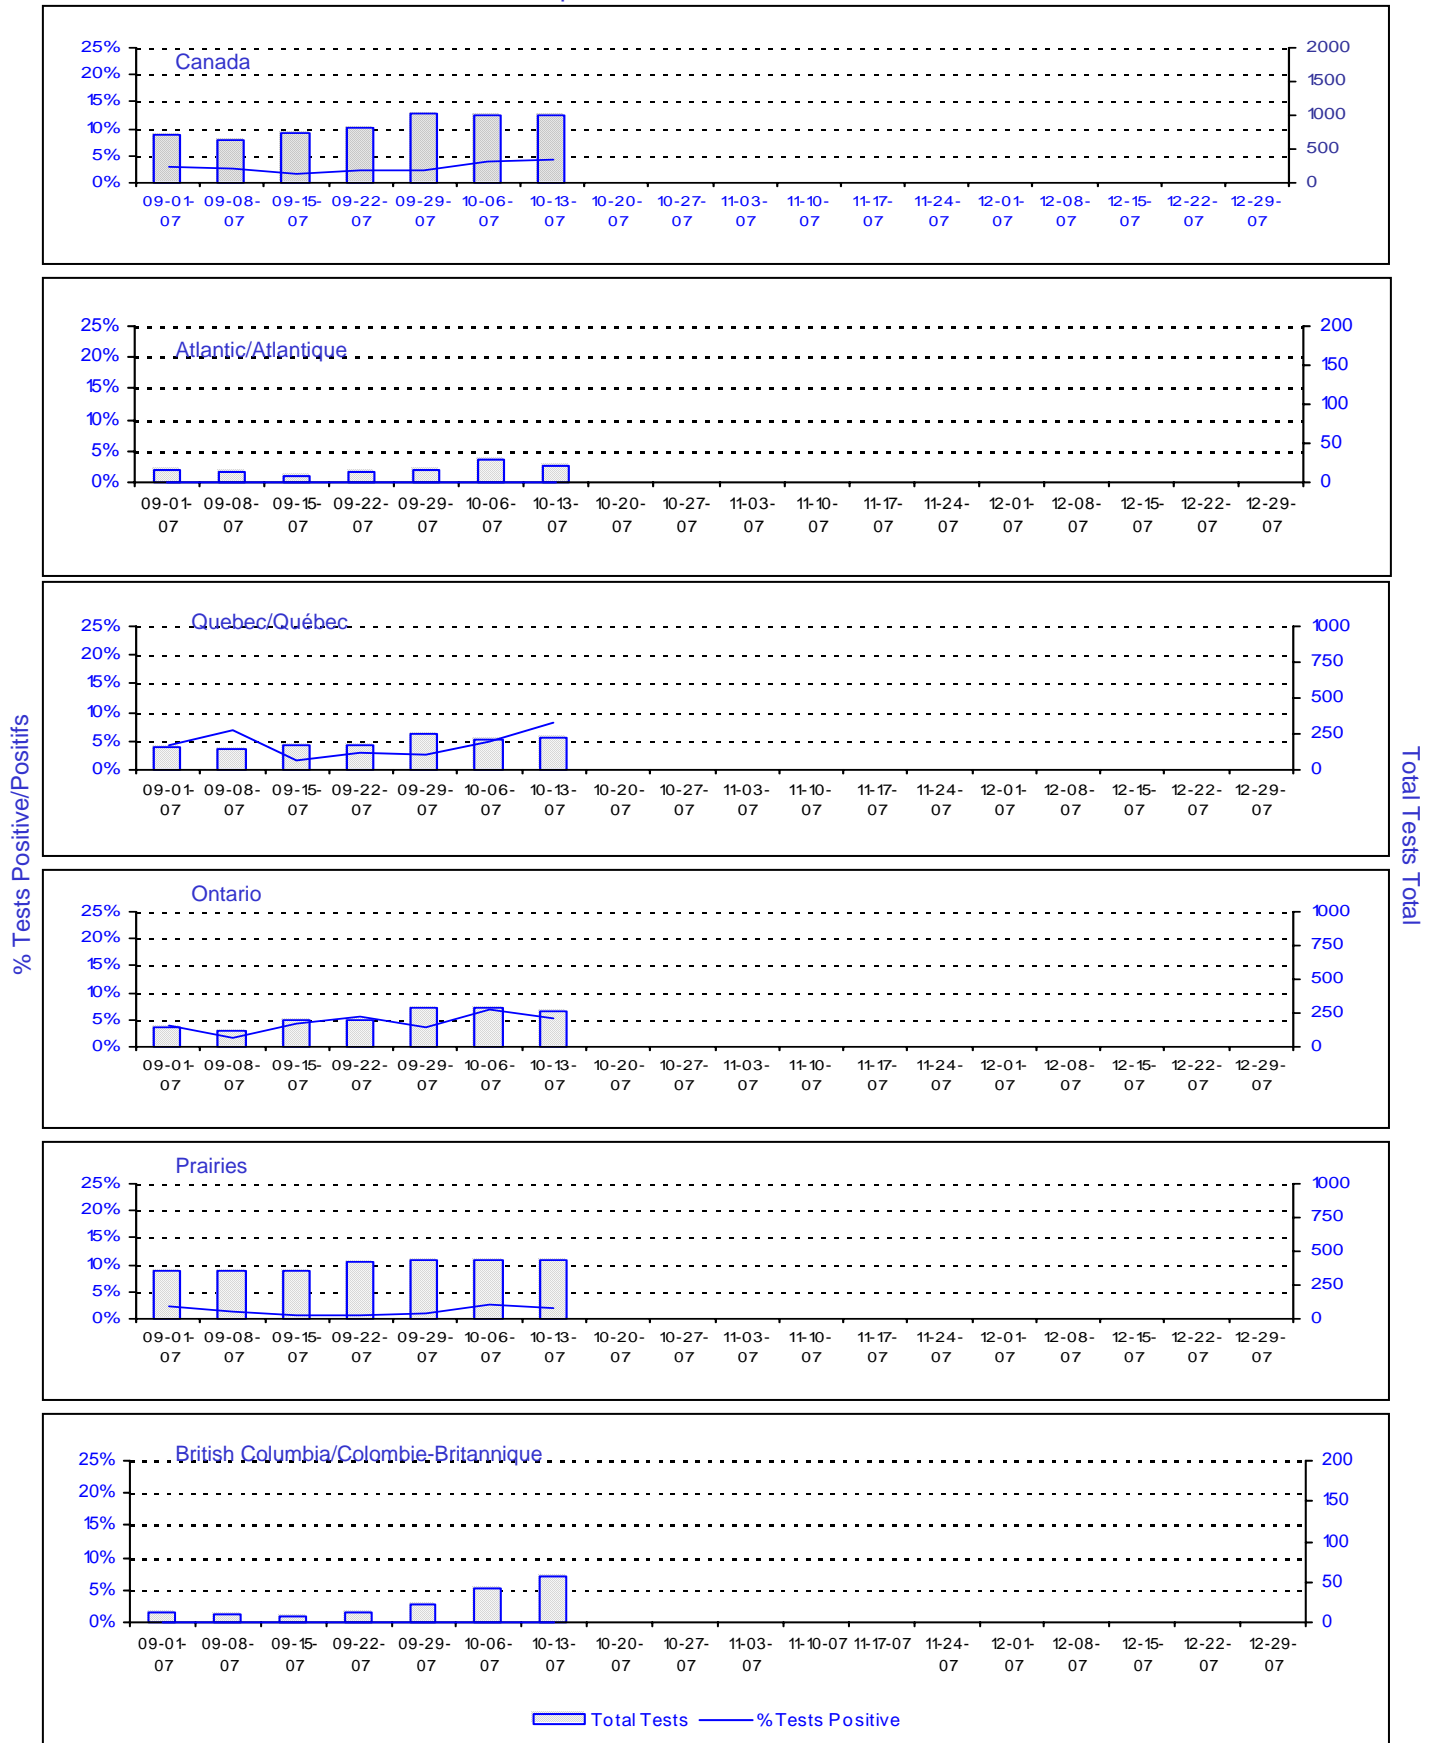 Canada
25% 2000
20% 1500
15% 1000
10% 500
5% 0
0%
09-01-07 09-08-07 09-15-07 09-22-07 09-29-07 10-06-07 10-13-07 10-20-07 10-27-07 11-03-07 11-10-07 11-17-07 11-24-07 12-01-07 12-08-07 12-15-07 12-22-07 12-29-07
Atlantic/Atlantique
25% 200
20% 150
15% 100
10% 50
5% 0
0%
09-01-07 09-08-07 09-15-07 09-22-07 09-29-07 10-06-07 10-13-07 10-20-07 10-27-07 11-03-07 11-10-07 11-17-07 11-24-07 12-01-07 12-08-07 12-15-07 12-22-07 12-29-07
Quebec/Québec
25% 1000
20% 750
15% 500
10% 250
5% 0
0%
09-01-07 09-08-07 09-15-07 09-22-07 09-29-07 10-06-07 10-13-07 10-20-07 10-27-07 11-03-07 11-10-07 11-17-07 11-24-07 12-01-07 12-08-07 12-15-07 12-22-07 12-29-07
% Tests Positive/Positifs
Total Tests Total
Ontario
25% 1000
20% 750
15% 500
10% 250
5% 0
0%
09-01-07 09-08-07 09-15-07 09-22-07 09-29-07 10-06-07 10-13-07 10-20-07 10-27-07 11-03-07 11-10-07 11-17-07 11-24-07 12-01-07 12-08-07 12-15-07 12-22-07 12-29-07
Prairies
25% 1000
20% 750
15% 500
10% 250
5% 0
0%
09-01-07 09-08-07 09-15-07 09-22-07 09-29-07 10-06-07 10-13-07 10-20-07 10-27-07 11-03-07 11-10-07 11-17-07 11-24-07 12-01-07 12-08-07 12-15-07 12-22-07 12-29-07
British Columbia/Colombie-Britannique
25% 200
20% 150
15% 100
10% 50
5% 0
0%
09-01-07 09-08-07 09-15-07 09-22-07 09-29-07 10-06-07 10-13-07 10-20-07 10-27-07 11-03-07 11-10-07 11-17-07 11-24-07 12-01-07 12-08-07 12-15-07 12-22-07 12-29-07
Total Tests % Tests Positive